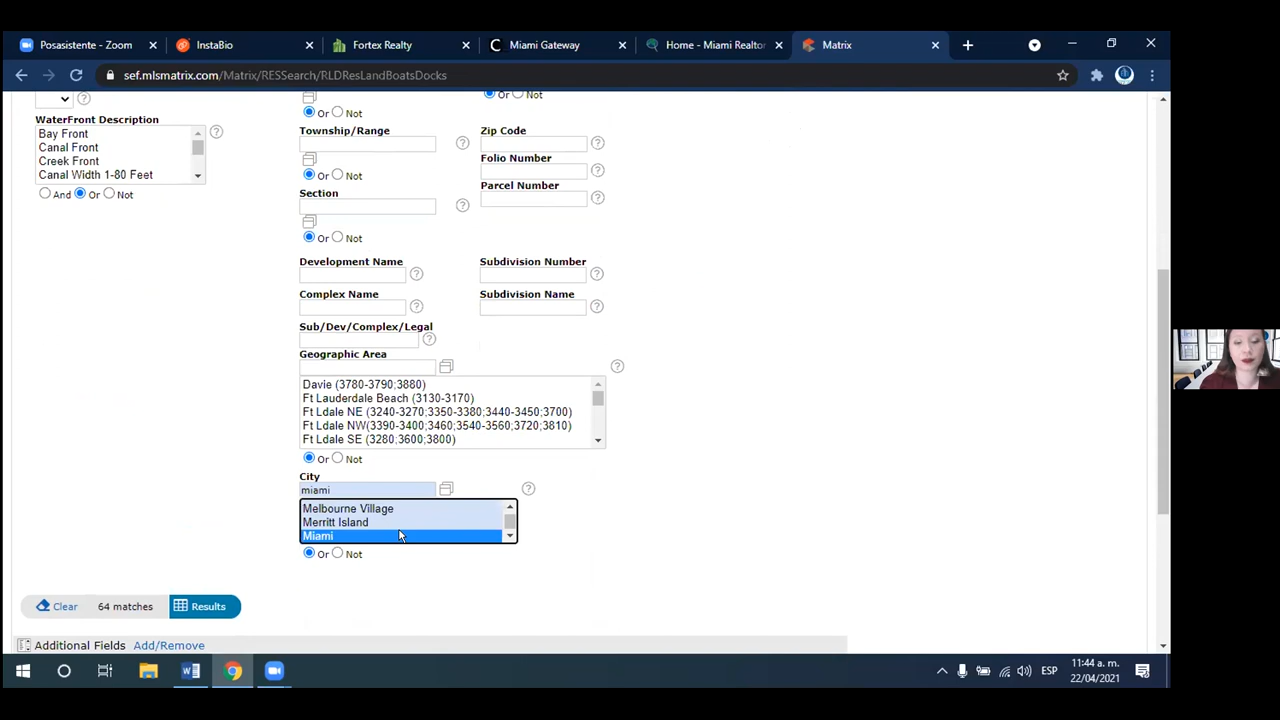 Posasistente - Zoom
InstaBio
Fortex Realty
Miami Gateway
Home - Miami Realtor
Matrix
sef.mlsmatrix.com/Matrix/RESSearch/RLDResLandBoatsDocks
Or Not
Or Not
WaterFront Description
Bay Front
Canal Front
Creek Front
Canal Width 1-80 Feet
And Or Not
Township/Range
Or Not
Zip Code
Folio Number
Parcel Number
Section
Or Not
Development Name
Subdivision Number
Complex Name
Subdivision Name
Sub/Dev/Complex/Legal
Geographic Area
Davie (3780-3790;3880)
Ft Lauderdale Beach (3130-3170)
Ft Ldale NE (3240-3270;3350-3380;3440-3450;3700)
Ft Ldale NW(3390-3400;3460;3540-3560;3720;3810)
Ft Ldale SE (3280;3600;3800)
Or Not
City
miami
Melbourne Village
Merritt Island
Miami
Or Not
Clear
64 matches
Results
Additional Fields Add/Remove
ESP
11:44 a. m.
22/04/2021